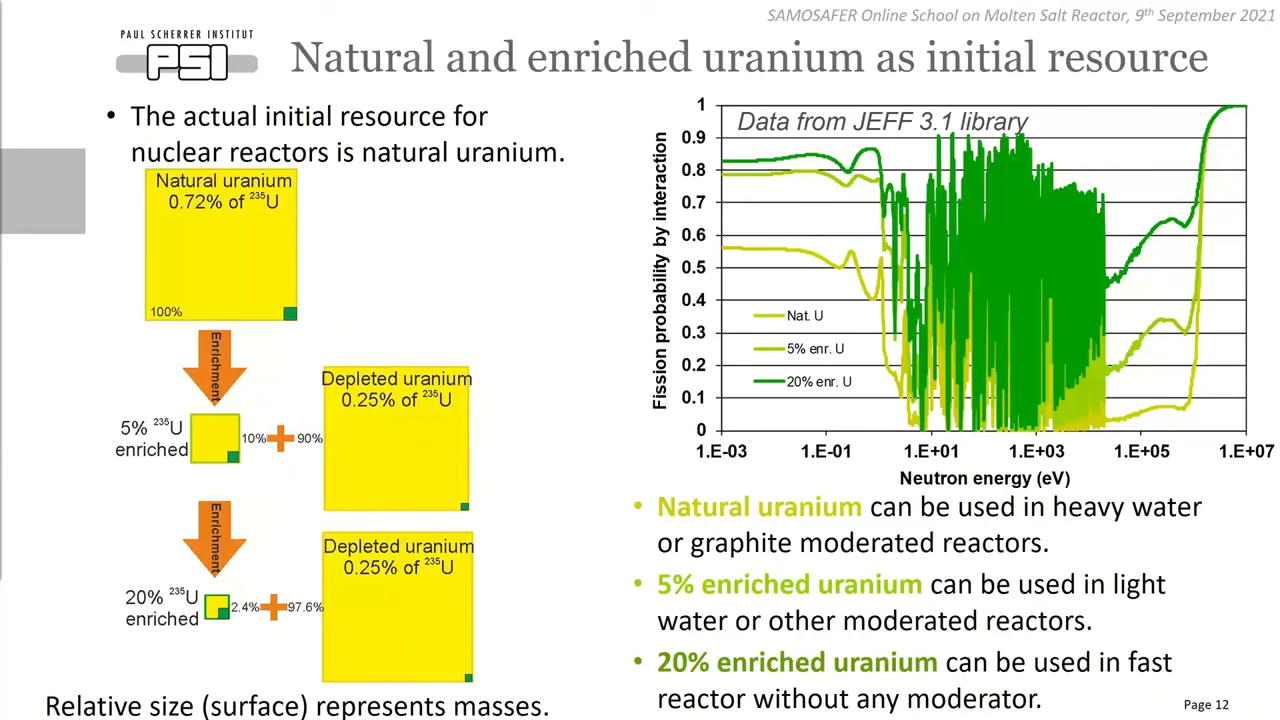 SAMOSAFER Online School on Molten Salt Reactor, 9th September 2021
PAUL SCHERRER INSTITUT
PSI
Natural and enriched uranium as initial resource
• The actual initial resource for
nuclear reactors is natural uranium.
Natural uranium
0.72% of 235U
100%
Enrichment
5% 235U
enriched
10%
90%
Depleted uranium
0.25% of 235U
Enrichment
20% 235U
enriched
2.4%
97.6%
Depleted uranium
0.25% of 235U
Relative size (surface) represents masses.
Data from JEFF 3.1 library
Fission probability by interaction
1
0.9
0.8
0.7
0.6
0.5
0.4
0.3
0.2
0.1
0
Nat. U
5% enr. U
20% enr. U
1.E-03 1.E-01 1.E+01 1.E+03 1.E+05 1.E+07
Neutron energy (eV)
• Natural uranium can be used in heavy water
or graphite moderated reactors.
• 5% enriched uranium can be used in light
water or other moderated reactors.
• 20% enriched uranium can be used in fast
reactor without any moderator.
Page 12